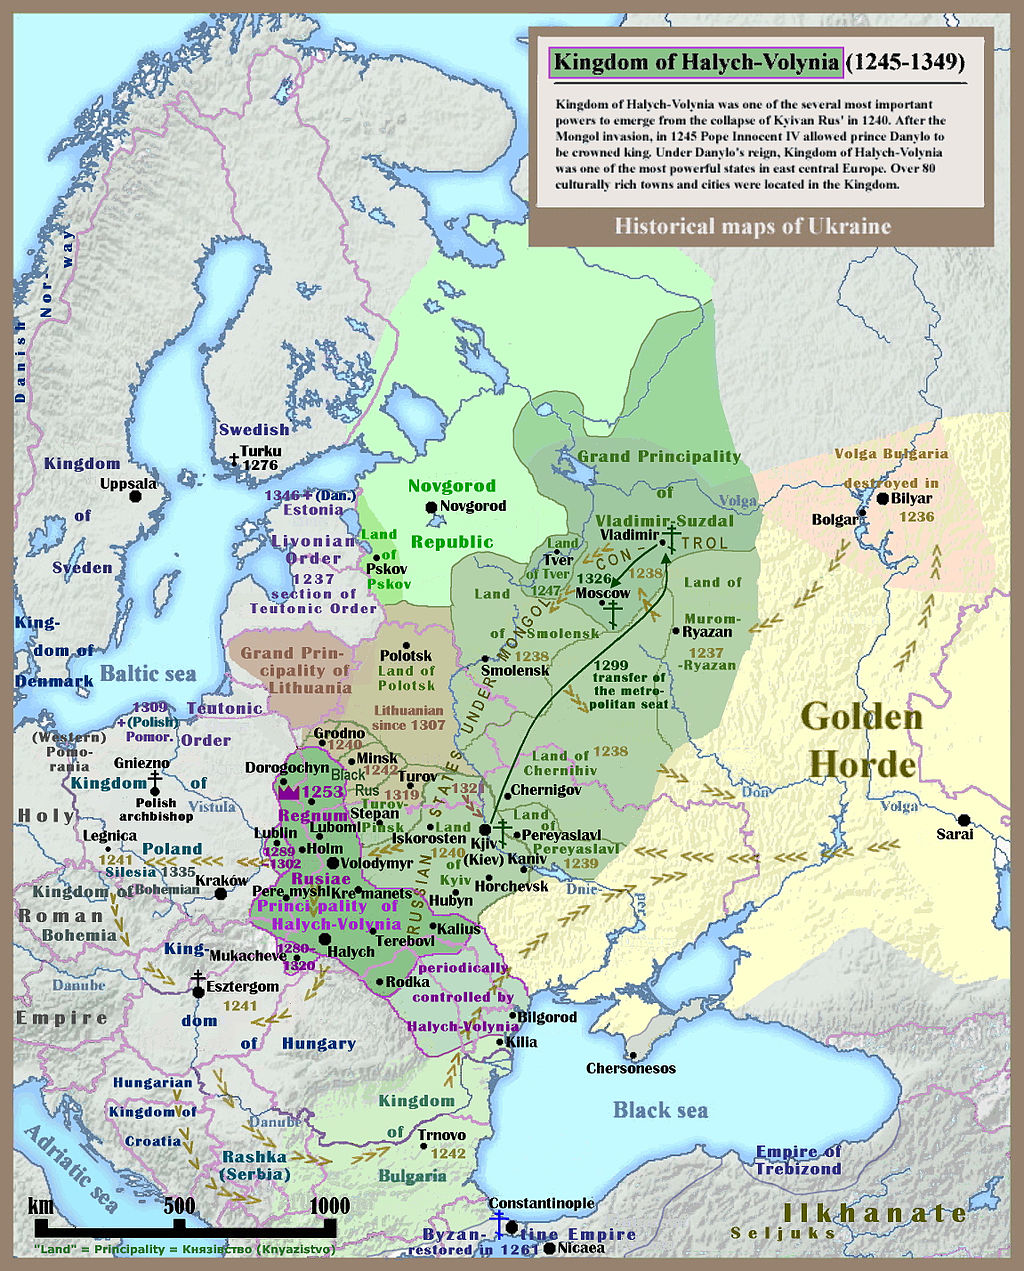 Kingdom of Halych-Volynia (1245-1349)
Kingdom of Halych-Volynia was one of the several most important
powers to emerge from the collapse of Kyivan Rus' in 1240. After the
Mongol invasion, in 1245 Pope Innocent IV allowed prince Danylo to
be crowned king. Under Danylo's reign, Kingdom of Halych-Volynia
was one of the most powerful states in east central Europe. Over 80
culturally rich towns and cities were located in the Kingdom.
Historical maps of Ukraine
Danish
Nor-
way
Swedish
Turku
1276
Kingdom
of
Sveden
Uppsala
1346 (Dan.)
Estonia
Livonian
Order
1237
section of
Teutonic Order
Novgorod
Republic
Novgorod
Land
of
Pskov
Pskov
Grand Principality
of
Vladimir-Suzdal
Vladimir
Volga
Volga Bulgaria
destroyed in
1236
Bilyar
Bolgar
Land
of Tver
1247
Tver
1326
Moscow
1238
CON-
TROL
Land of
Murom-
Ryazan
1237
-Ryazan
Land
of Smolensk
1238
Smolensk
STATES UNDER MONGOL
RUSSIAN
1299
transfer of
the metro-
politan seat
King-
dom of
Denmark
Baltic sea
Grand Prin-
cipality of
Lithuania
Polotsk
Land of
Polotsk
Lithuanian
since 1307
1309
(Polish)
Pomor.
Teutonic
Order
(Western)
Pomo-
rania
Gniezno
Kingdom
of
Poland
Polish
archbishop
Vistula
Grodno
1240
Minsk
1242
Black
Rus
Turov
1319
Turov-
Pinsk
Dorogochyn
1253
Regnum
Rusiae
Stepan
Luboml
Lublin
1289
-1302
Holm
Volodymyr
Iskorosten
Land
1240
of
Kyiv
1321
Kjiv
(Kiev)
Land of
Chernihiv
1238
Chernigov
Land
of
Pereyaslavl
1239
Pereyaslavl
Kaniv
Horchevsk
Hubyn
Dnie
per
Golden
Horde
Don
Volga
Sarai
Holy
Roman
Empire
Legnica
1241
Silesia 1335
Kingdom of Bohemian
Bohemia
Kraków
Peremyshl
Kremanets
Principality of
Halych-Volynia
Halych
Terebovl
Kalius
Rodka
Mukacheve
1280-
1320
periodically
controlled by
Halych-Volynia
Bilgorod
Kilia
Chersonesos
King-
dom
of Hungary
Esztergom
1241
Danube
Hungarian
Kingdom of
Croatia
Adriatic sea
Danube
Rashka
(Serbia)
Kingdom
of
Bulgaria
Trnovo
1242
Black sea
Empire of
Trebizond
Ilkhanate
Seljuks
Constantinople
Byzan-
tine Empire
restored in 1261
Nicaea
km 500 1000
"Land" = Principality = Князівство (Knyazistvo)